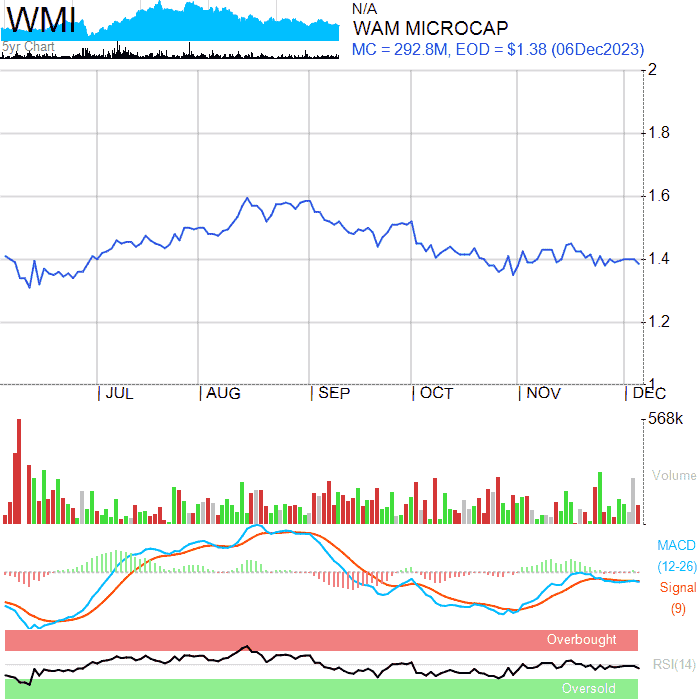 WMI
5yr Chart
N/A
WAM MICROCAP
MC = 292.8M, EOD = $1.38 (06Dec2023)
2
1.8
1.6
1.4
1.2
1
JUL AUG SEP OCT NOV DEC
568k
Volume
MACD
(12-26)
Signal
(9)
Overbought
RSI(14)
Oversold